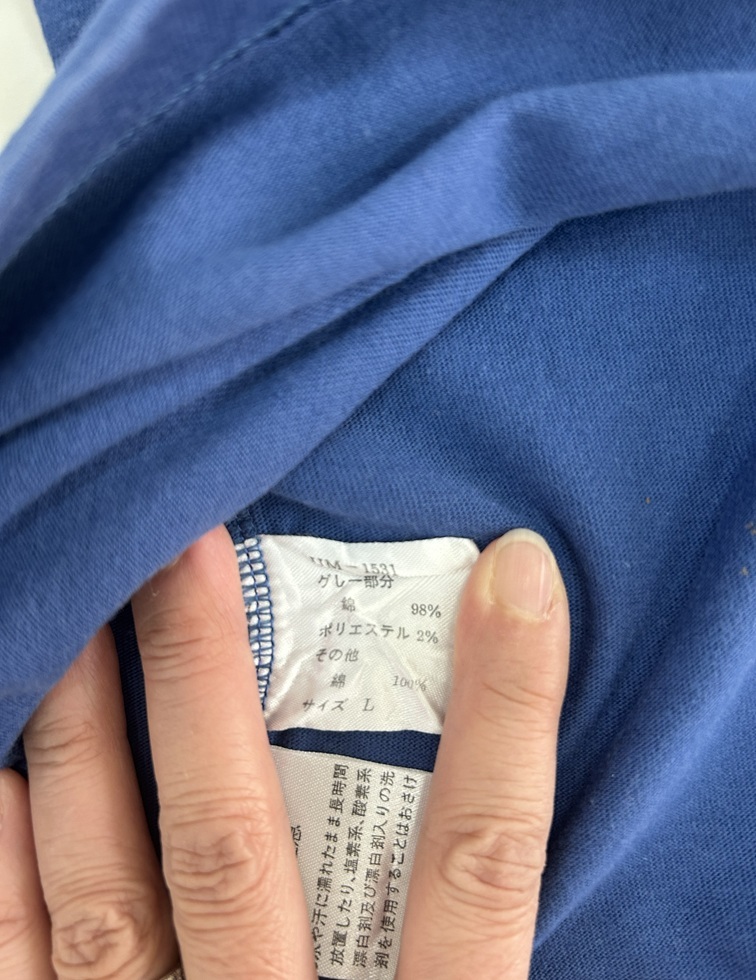 UM-1531
グレー部分
綿 98%
ポリエステル 2%
その他
綿 100%
サイズ L
や汗に濡れたまま長時間
放置したり、塩素系、酸素系
漂白剤及び漂白剤入りの洗
剤を使用することはおさけ